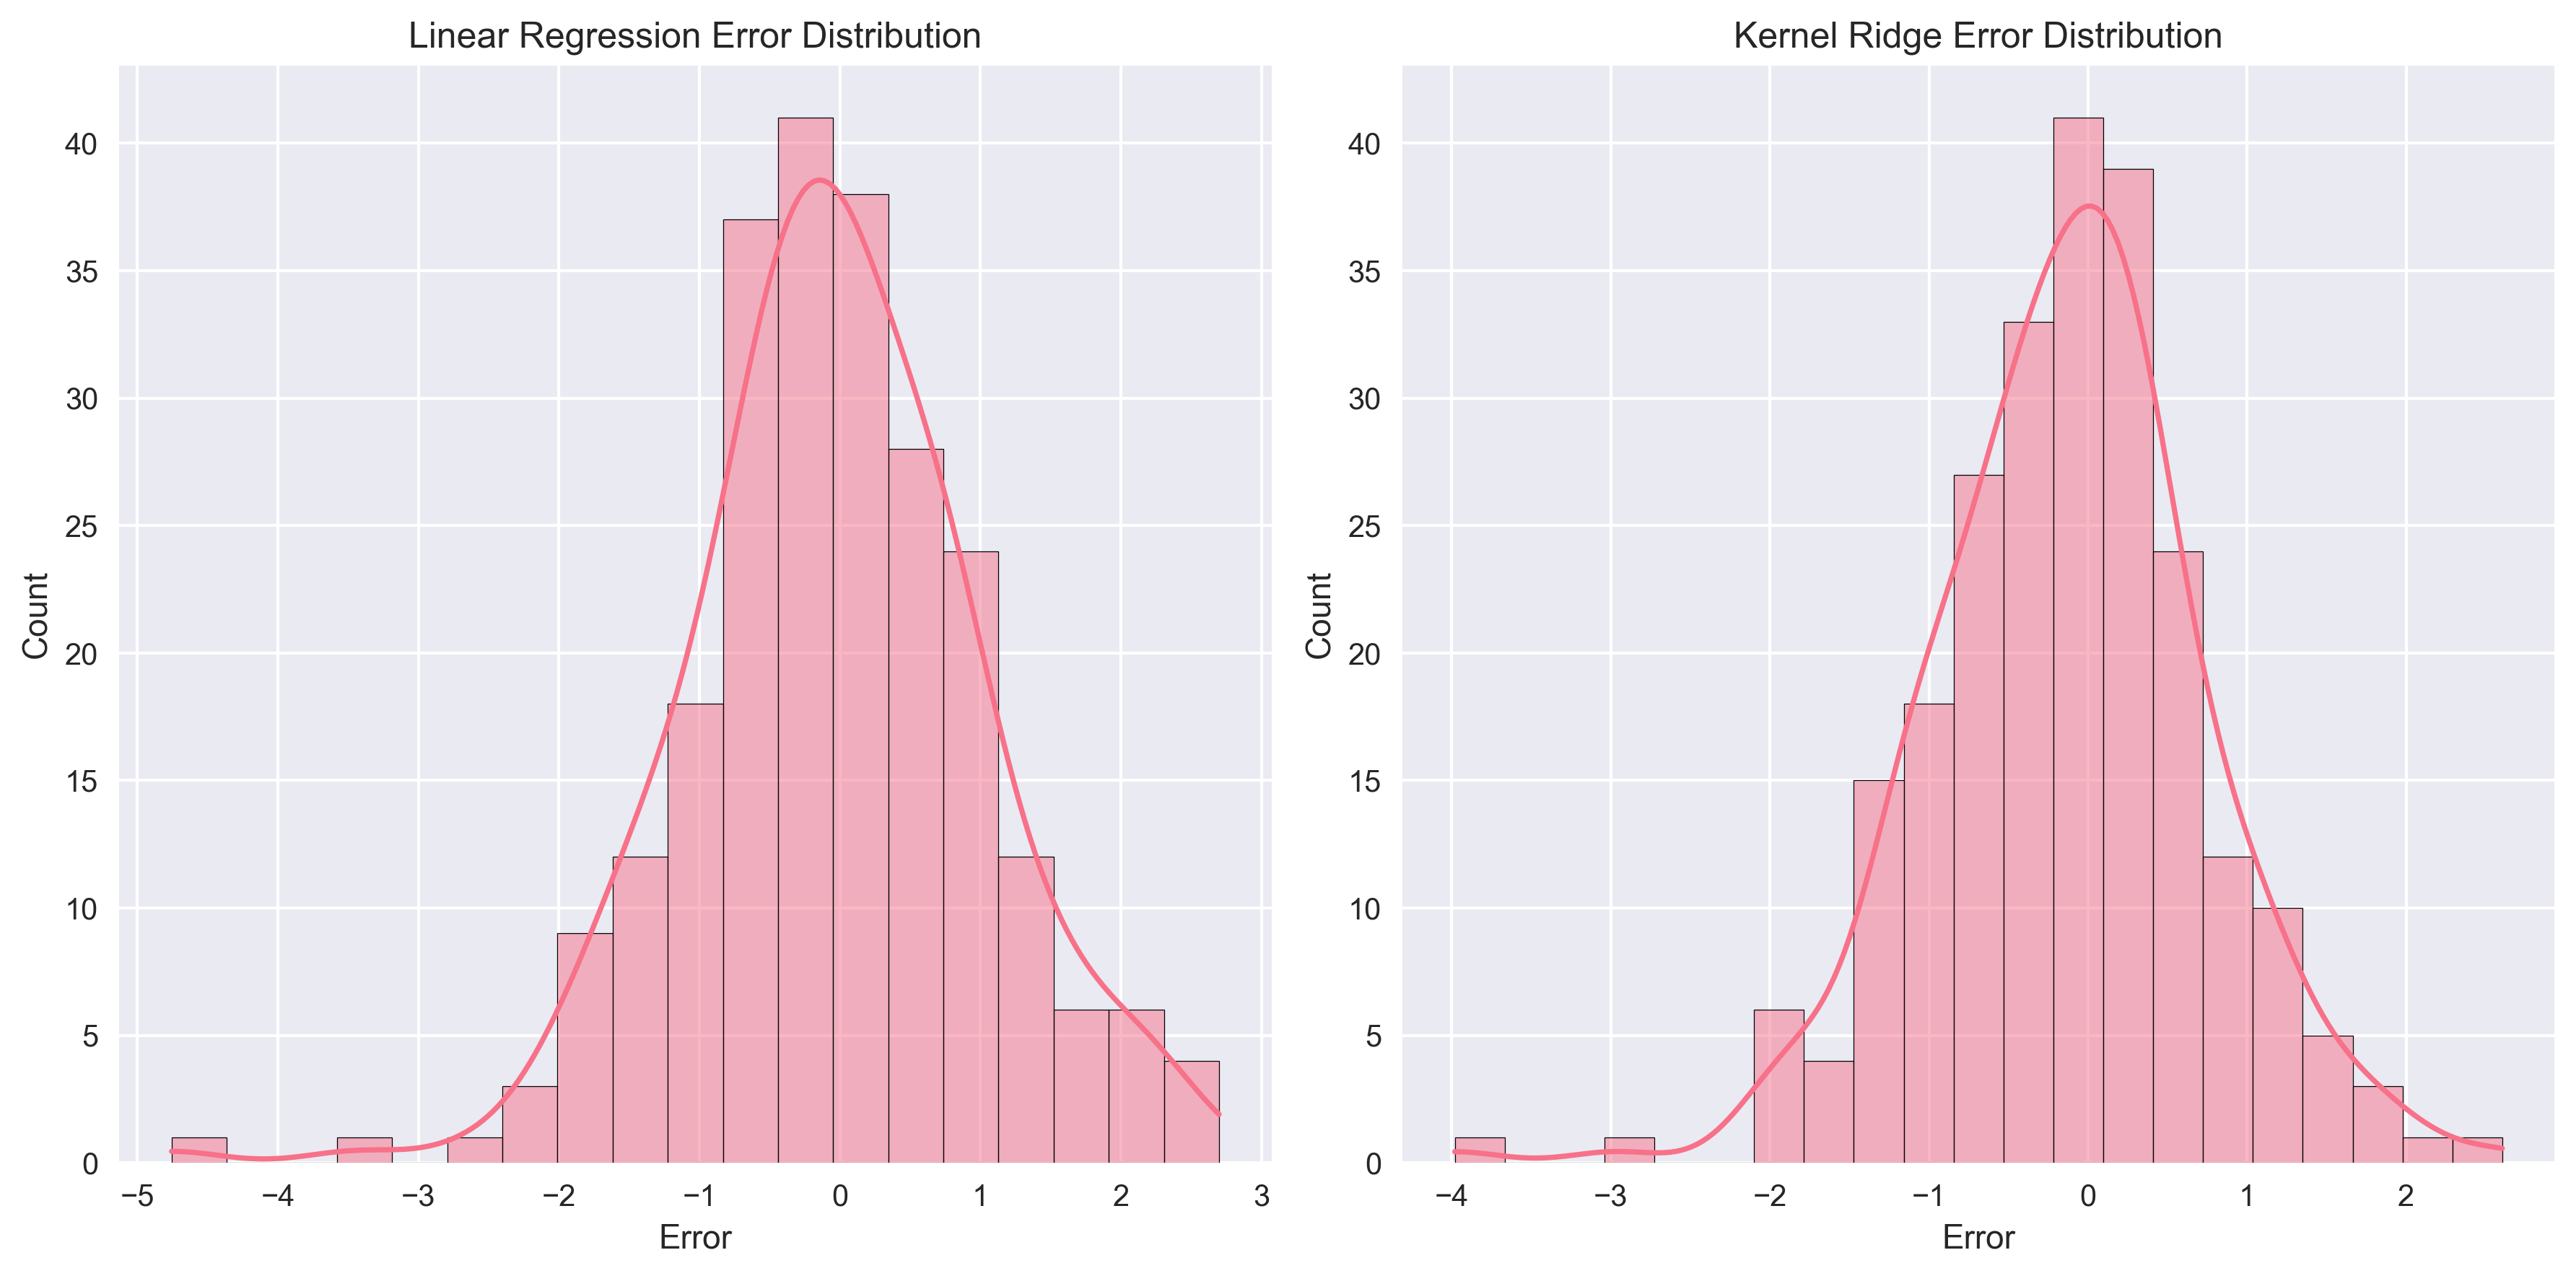 Linear Regression Error Distribution
Count
40
35
30
25
20
15
10
5
0
−5 −4 −3 −2 −1 0 1 2 3
Error
Kernel Ridge Error Distribution
Count
40
35
30
25
20
15
10
5
0
−4 −3 −2 −1 0 1 2
Error